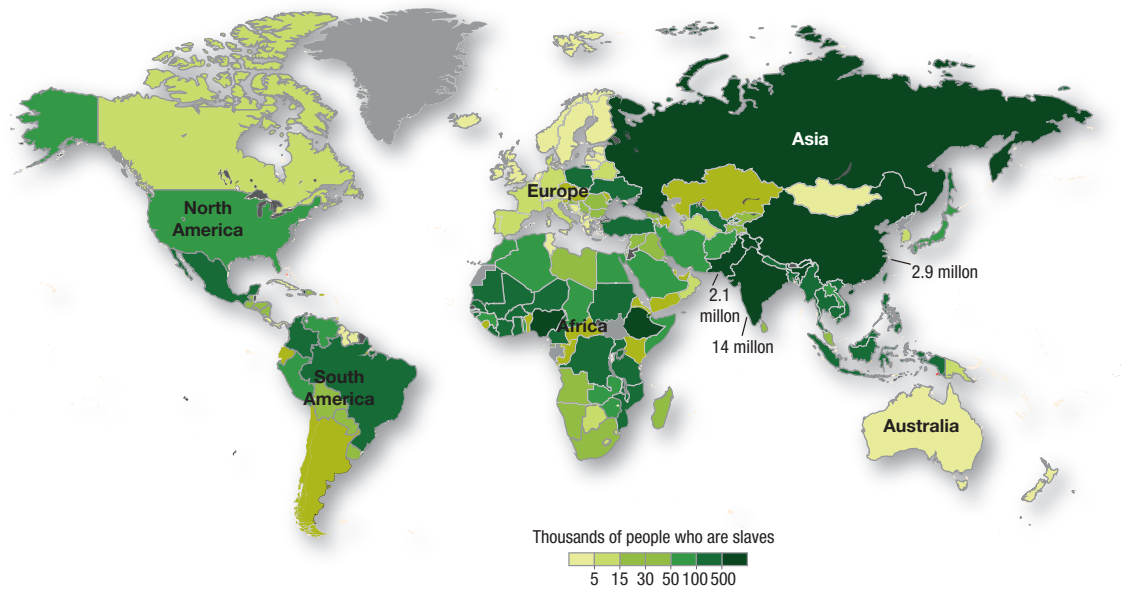 Asia
Europe
North
America
2.9 millon
2.1
millon
Africa
14 millon
South
America
Australia
Thousands of people who are slaves
5 15 30 50 100 500